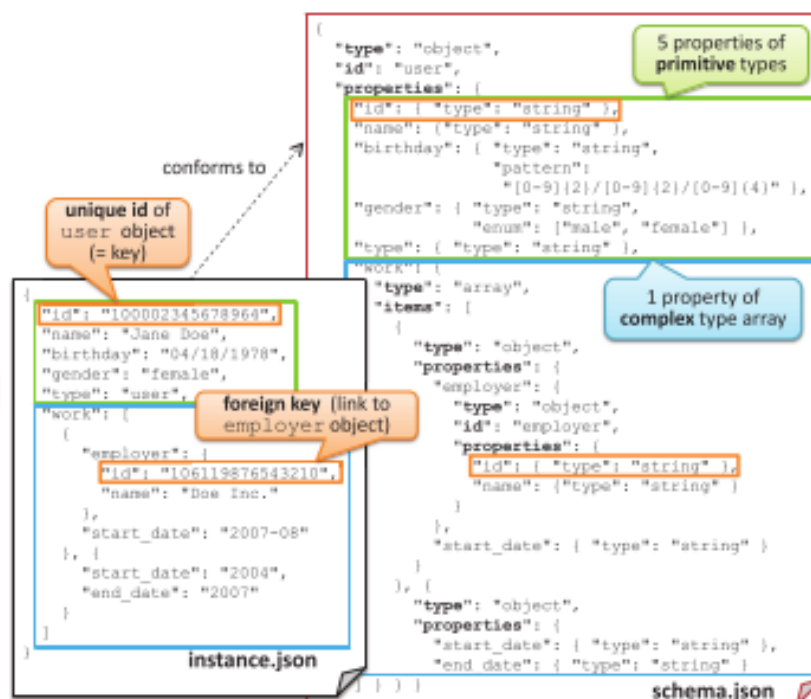 {
"type": "object",
"id": "user",
"properties": {
"id": { "type": "string" },
"name": {"type": "string" },
"birthday": { "type": "string",
"pattern":
"[0-9]{2}/[0-9]{2}/[0-9]{4}" },
"gender": { "type": "string",
"enum": ["male", "female"] },
"type": { "type": "string" },
"work": {
"type": "array",
"items": [
{
"type": "object",
"properties": {
"employer": {
"type": "object",
"id": "employer",
"properties": {
"id": { "type": "string" },
"name": {"type": "string" }
}
},
"start_date": { "type": "string" }
}
}, {
"type": "object",
"properties": {
"start_date": { "type": "string" },
"end_date": { "type": "string" }
] } } }
schema.json
5 properties of
primitive types
1 property of
complex type array
conforms to
unique id of
user object
(= key)
{
"id": "100002345678964",
"name": "Jane Doe",
"birthday": "04/18/1978",
"gender": "female",
"type": "user",
"work": [
{
"employer": {
"id": "106119876543210",
"name": "Doe Inc."
},
"start_date": "2007-08"
}, {
"start_date": "2004",
"end_date": "2007"
}
]
}
instance.json
foreign key (link to
employer object)